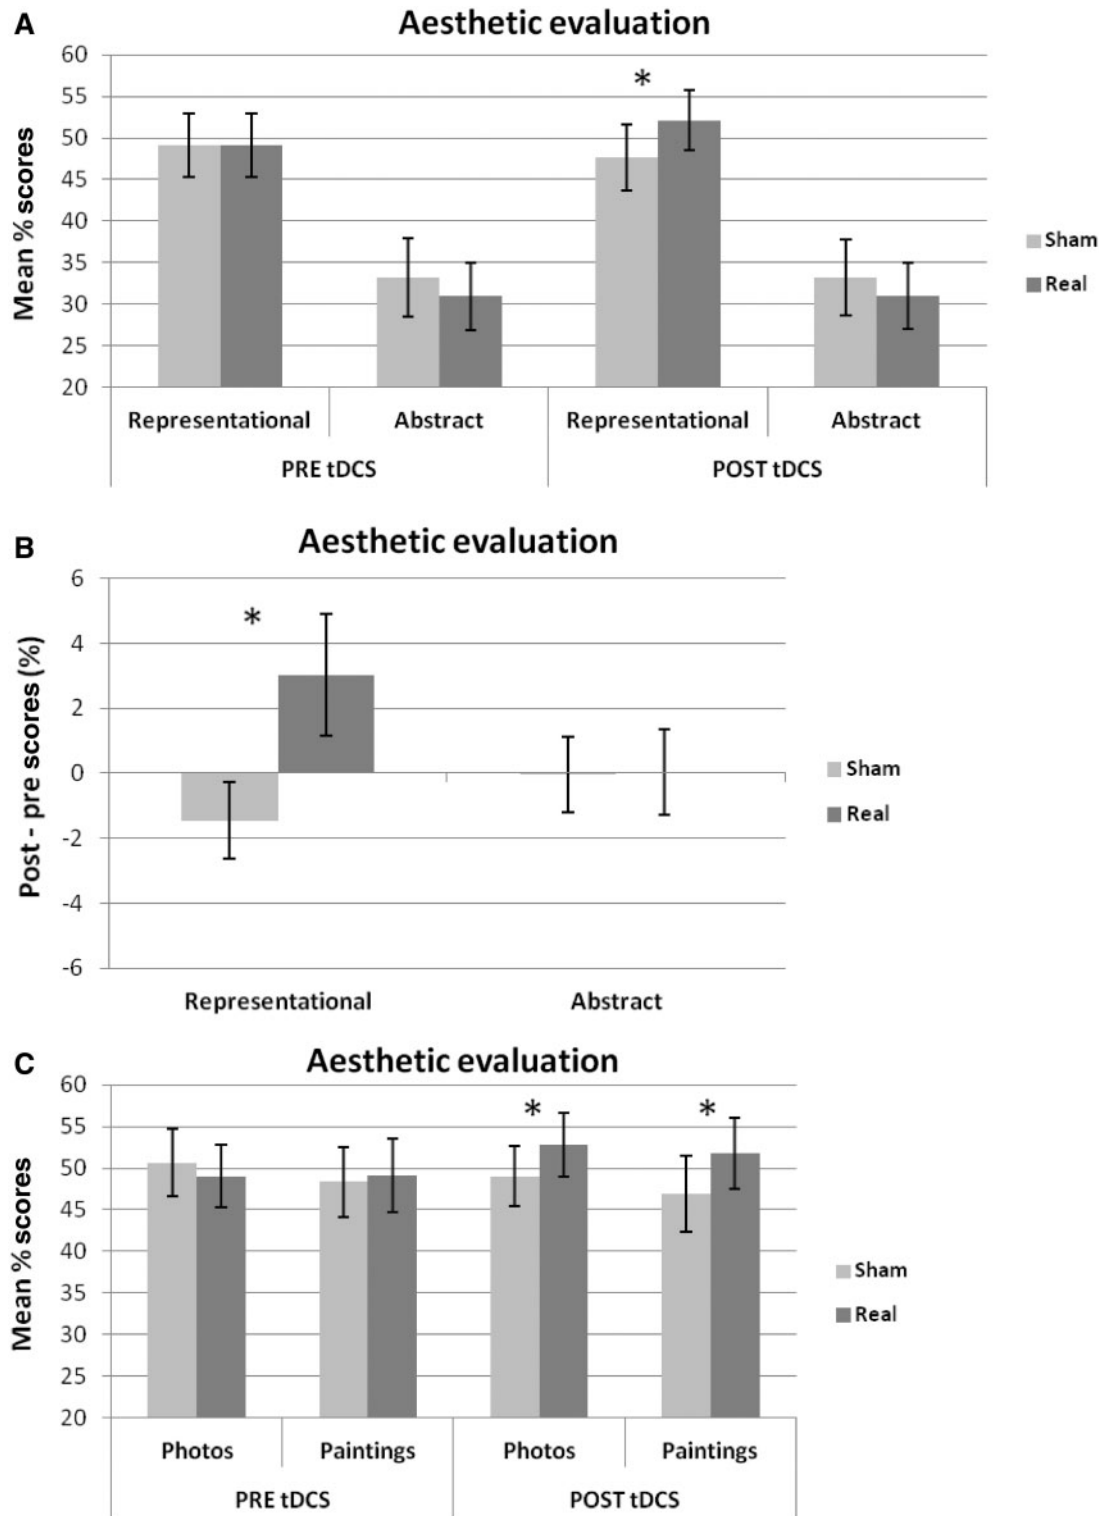 A
Aesthetic evaluation
60
55
50
45
40
35
30
25
20
Mean % scores
*
Sham
Real
Representational Abstract Representational Abstract
PRE tDCS POST tDCS
B
Aesthetic evaluation
6
4
2
0
-2
-4
-6
Post - pre scores (%)
*
Sham
Real
Representational Abstract
C
Aesthetic evaluation
60
55
50
45
40
35
30
25
20
Mean % scores
* *
Sham
Real
Photos Paintings Photos Paintings
PRE tDCS POST tDCS